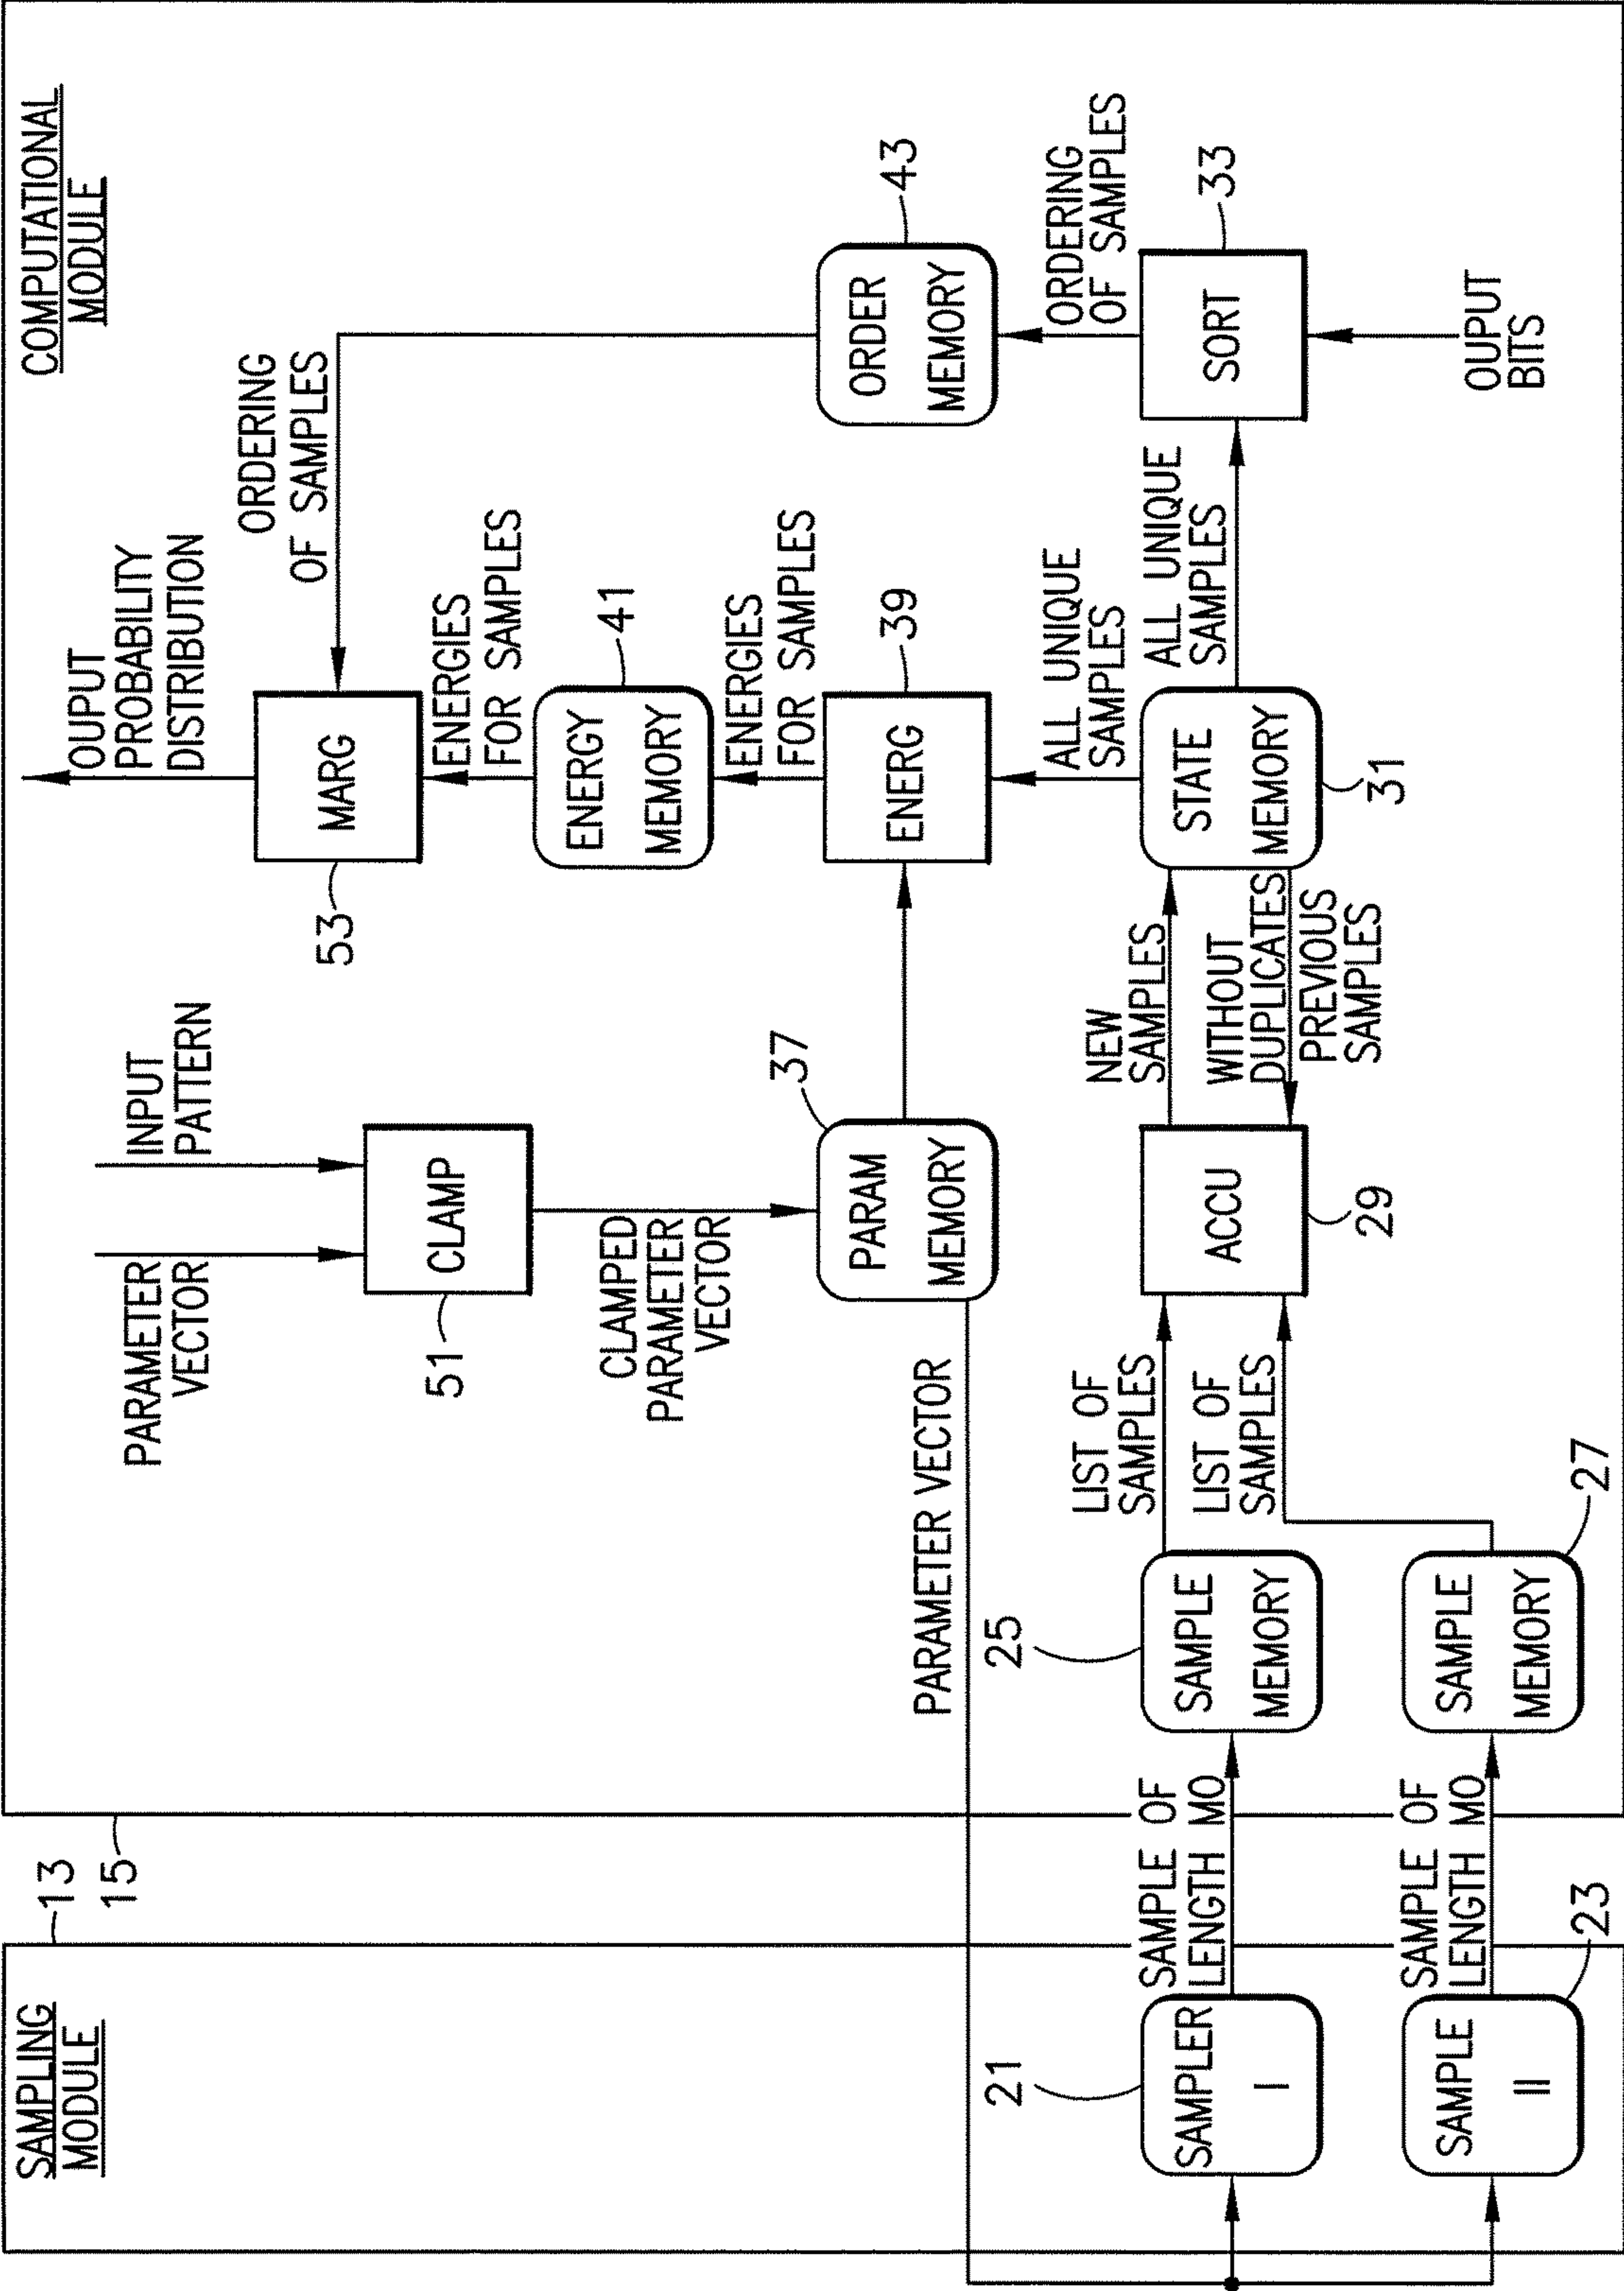 SAMPLING
MODULE
13
15
COMPUTATIONAL
MODULE
PARAMETER
VECTOR
INPUT
PATTERN
CLAMP
51
CLAMPED
PARAMETER
VECTOR
PARAM
MEMORY
37
PARAMETER VECTOR
OUPUT
PROBABILITY
DISTRIBUTION
MARG
53
ORDERING
OF SAMPLES
ENERGIES
FOR SAMPLES
ENERGY
MEMORY
41
ENERGIES
FOR SAMPLES
ENERG
39
ORDER
MEMORY
43
ALL UNIQUE
SAMPLES
ORDERING
OF SAMPLES
SAMPLER
I
21
SAMPLE OF
LENGTH MO
SAMPLE
MEMORY
25
LIST OF
SAMPLES
LIST OF
SAMPLES
ACCU
29
NEW
SAMPLES
WITHOUT
DUPLICATES
PREVIOUS
SAMPLES
STATE
MEMORY
31
ALL UNIQUE
SAMPLES
SORT
33
SAMPLE
II
23
SAMPLE OF
LENGTH MO
SAMPLE
MEMORY
27
OUPUT
BITS